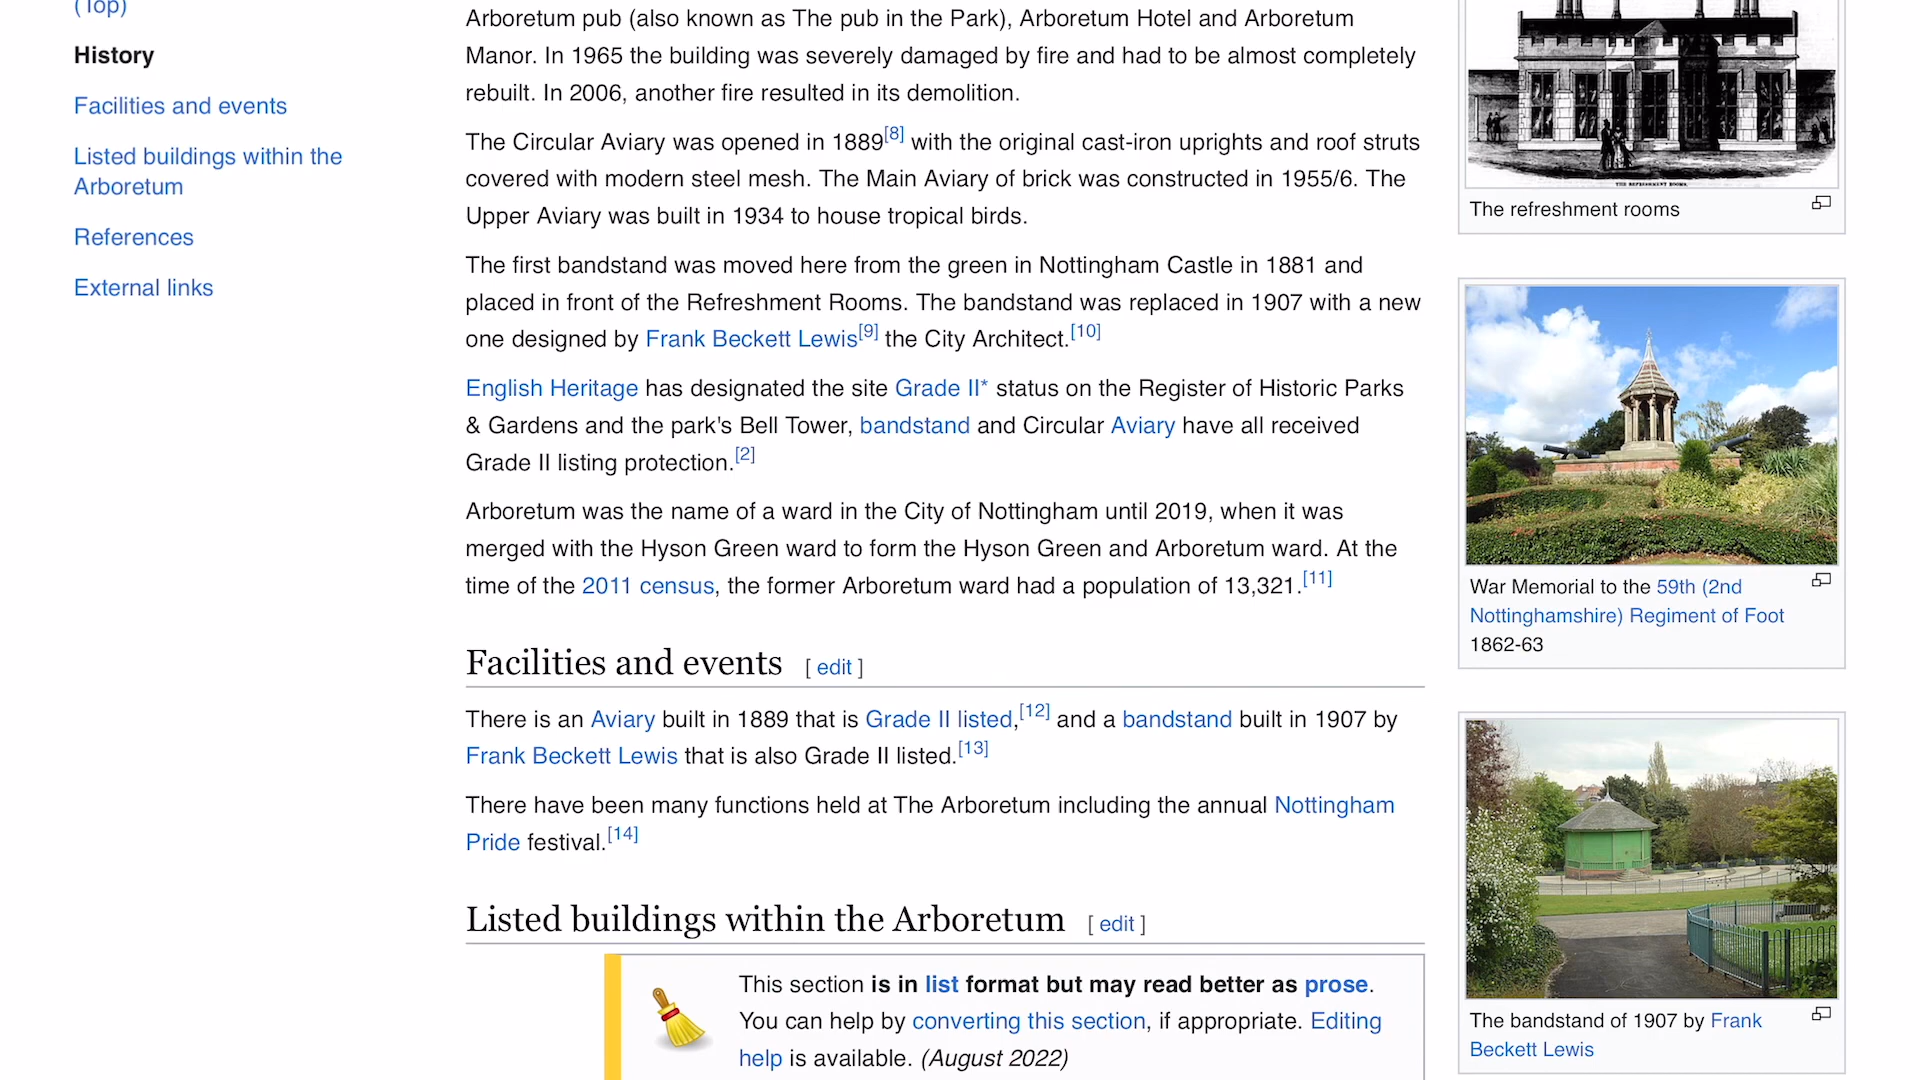 (Top)
History
Facilities and events
Listed buildings within the
Arboretum
References
External links
Arboretum pub (also known as The pub in the Park), Arboretum Hotel and Arboretum
Manor. In 1965 the building was severely damaged by fire and had to be almost completely
rebuilt. In 2006, another fire resulted in its demolition.
The Circular Aviary was opened in 1889[8] with the original cast-iron uprights and roof struts
covered with modern steel mesh. The Main Aviary of brick was constructed in 1955/6. The
Upper Aviary was built in 1934 to house tropical birds.
The first bandstand was moved here from the green in Nottingham Castle in 1881 and
placed in front of the Refreshment Rooms. The bandstand was replaced in 1907 with a new
one designed by Frank Beckett Lewis[9] the City Architect.[10]
English Heritage has designated the site Grade II* status on the Register of Historic Parks
& Gardens and the park's Bell Tower, bandstand and Circular Aviary have all received
Grade II listing protection.[2]
Arboretum was the name of a ward in the City of Nottingham until 2019, when it was
merged with the Hyson Green ward to form the Hyson Green and Arboretum ward. At the
time of the 2011 census, the former Arboretum ward had a population of 13,321.[11]
Facilities and events [ edit ]
There is an Aviary built in 1889 that is Grade II listed,[12] and a bandstand built in 1907 by
Frank Beckett Lewis that is also Grade II listed.[13]
There have been many functions held at The Arboretum including the annual Nottingham
Pride festival.[14]
Listed buildings within the Arboretum [ edit ]
This section is in list format but may read better as prose.
You can help by converting this section, if appropriate. Editing
help is available. (August 2022)
THE REFRESHMENT ROOMS.
The refreshment rooms
War Memorial to the 59th (2nd
Nottinghamshire) Regiment of Foot
1862-63
The bandstand of 1907 by Frank
Beckett Lewis